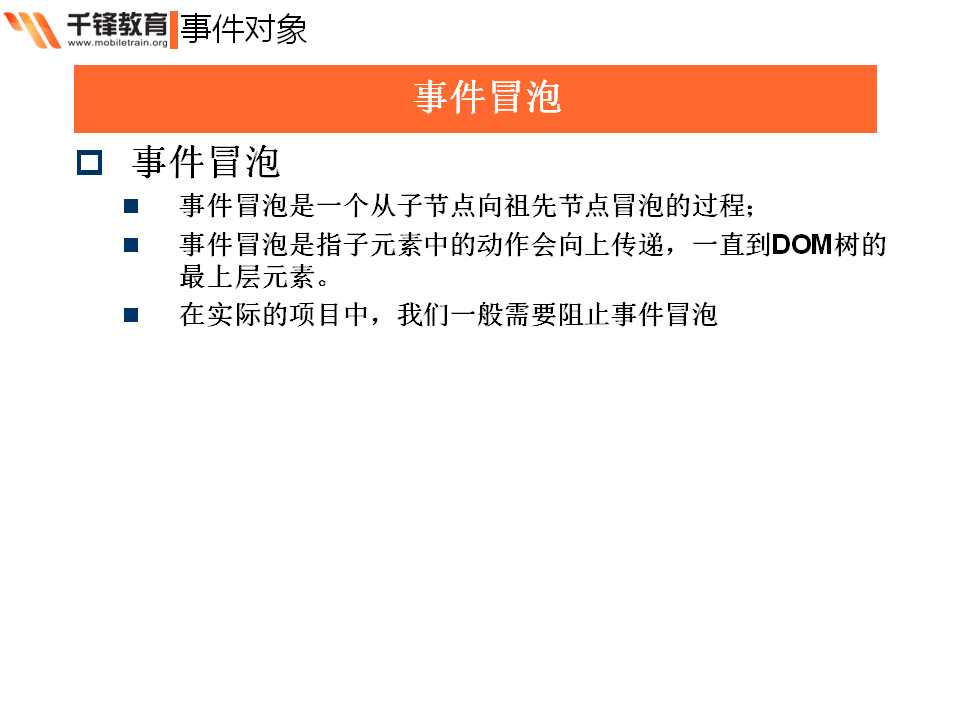 千锋教育
www.mobiletrain.org
事件对象
事件冒泡
事件冒泡
事件冒泡是一个从子节点向祖先节点冒泡的过程；
事件冒泡是指子元素中的动作会向上传递，一直到DOM树的
最上层元素。
在实际的项目中，我们一般需要阻止事件冒泡